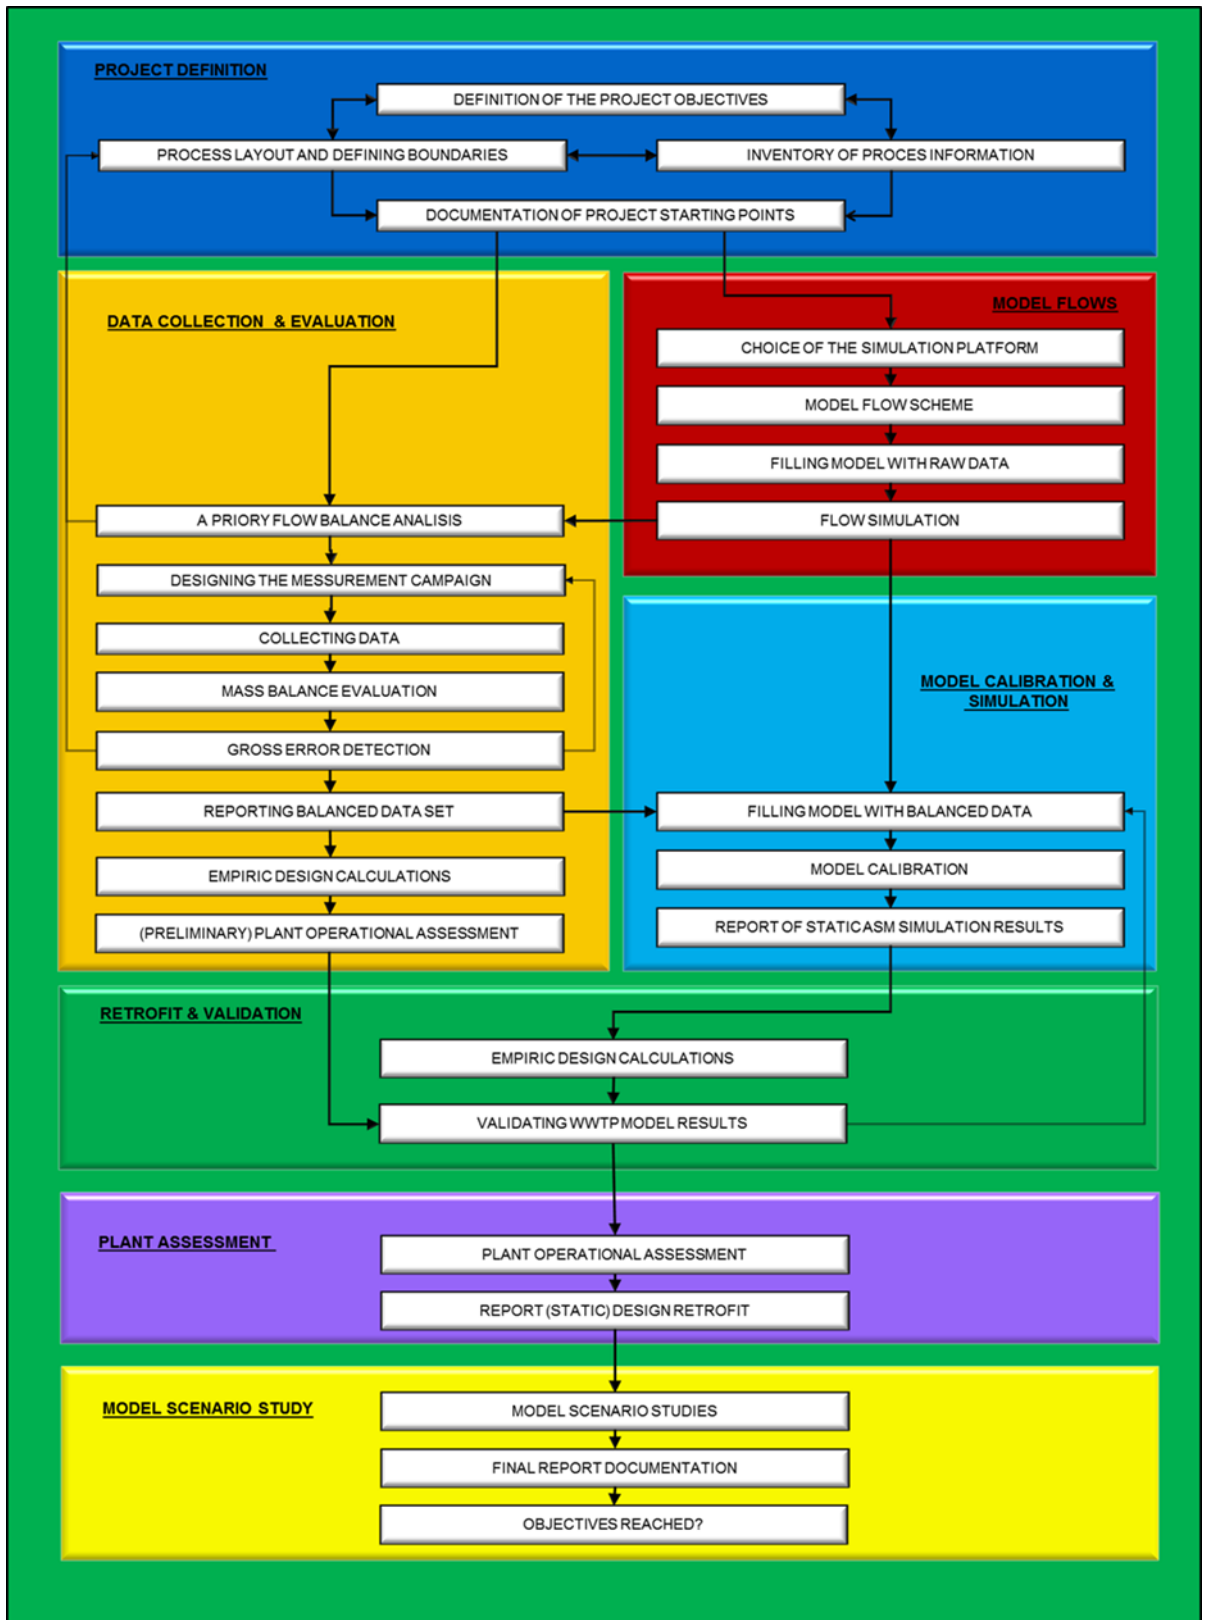 PROJECT DEFINITION
DEFINITION OF THE PROJECT OBJECTIVES
PROCESS LAYOUT AND DEFINING BOUNDARIES
INVENTORY OF PROCES INFORMATION
DOCUMENTATION OF PROJECT STARTING POINTS
DATA COLLECTION & EVALUATION
A PRIORY FLOW BALANCE ANALISIS
DESIGNING THE MESSUREMENT CAMPAIGN
COLLECTING DATA
MASS BALANCE EVALUATION
GROSS ERROR DETECTION
REPORTING BALANCED DATA SET
EMPIRIC DESIGN CALCULATIONS
(PRELIMINARY) PLANT OPERATIONAL ASSESSMENT
MODEL FLOWS
CHOICE OF THE SIMULATION PLATFORM
MODEL FLOW SCHEME
FILLING MODEL WITH RAW DATA
FLOW SIMULATION
MODEL CALIBRATION &
SIMULATION
FILLING MODEL WITH BALANCED DATA
MODEL CALIBRATION
REPORT OF STATIC ASM SIMULATION RESULTS
RETROFIT & VALIDATION
EMPIRIC DESIGN CALCULATIONS
VALIDATING WWTP MODEL RESULTS
PLANT ASSESSMENT
PLANT OPERATIONAL ASSESSMENT
REPORT (STATIC) DESIGN RETROFIT
MODEL SCENARIO STUDY
MODEL SCENARIO STUDIES
FINAL REPORT DOCUMENTATION
OBJECTIVES REACHED?